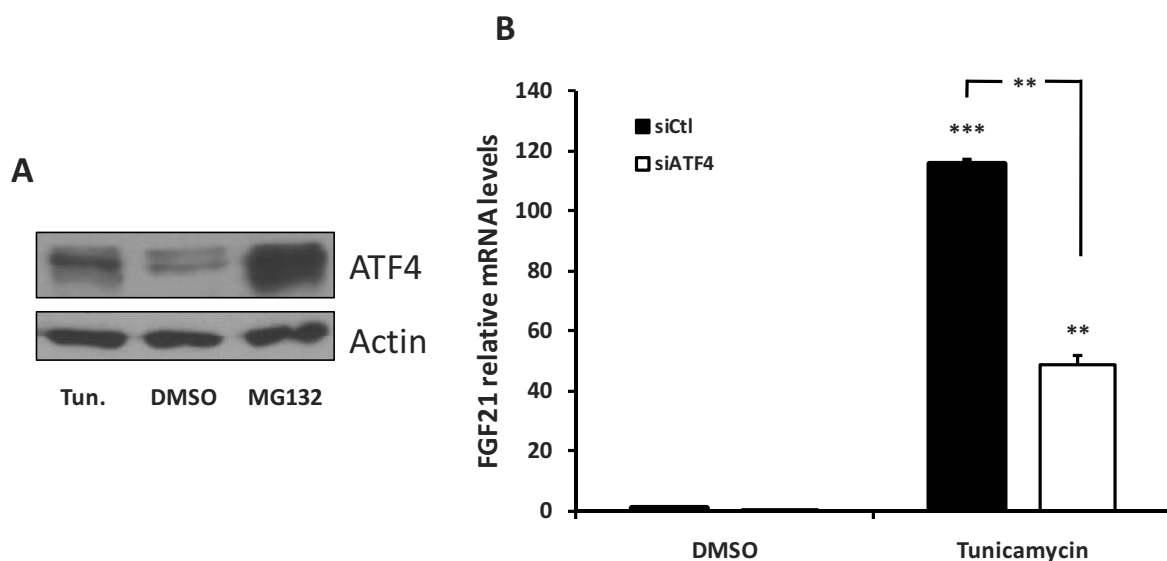 A
ATF4
Actin
Tun. DMSO MG132
B
FGF21 relative mRNA levels
140
120
100
80
60
40
20
0
siCtl
siATF4
**
***
**
DMSO Tunicamycin